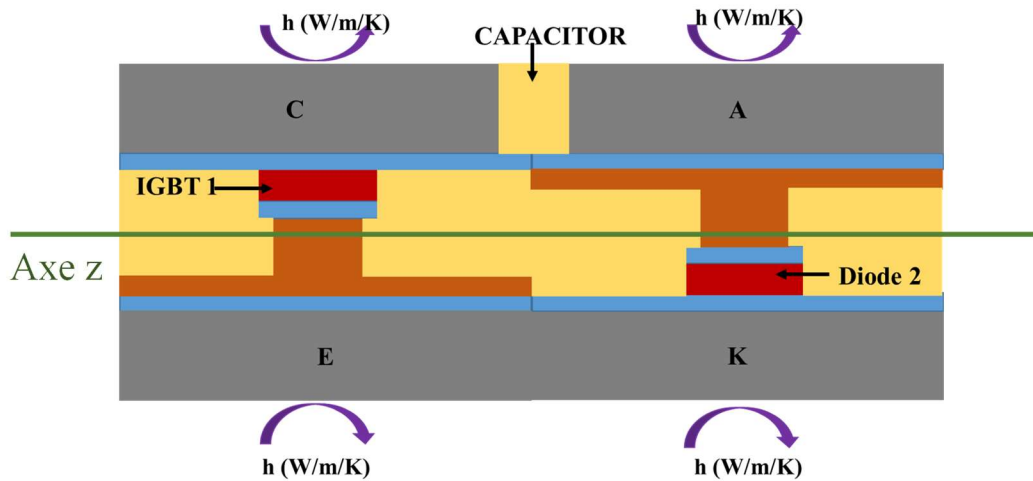 h (W/m/K)
CAPACITOR
h (W/m/K)
C
A
IGBT 1
Axe z
Diode 2
E
K
h (W/m/K)
h (W/m/K)